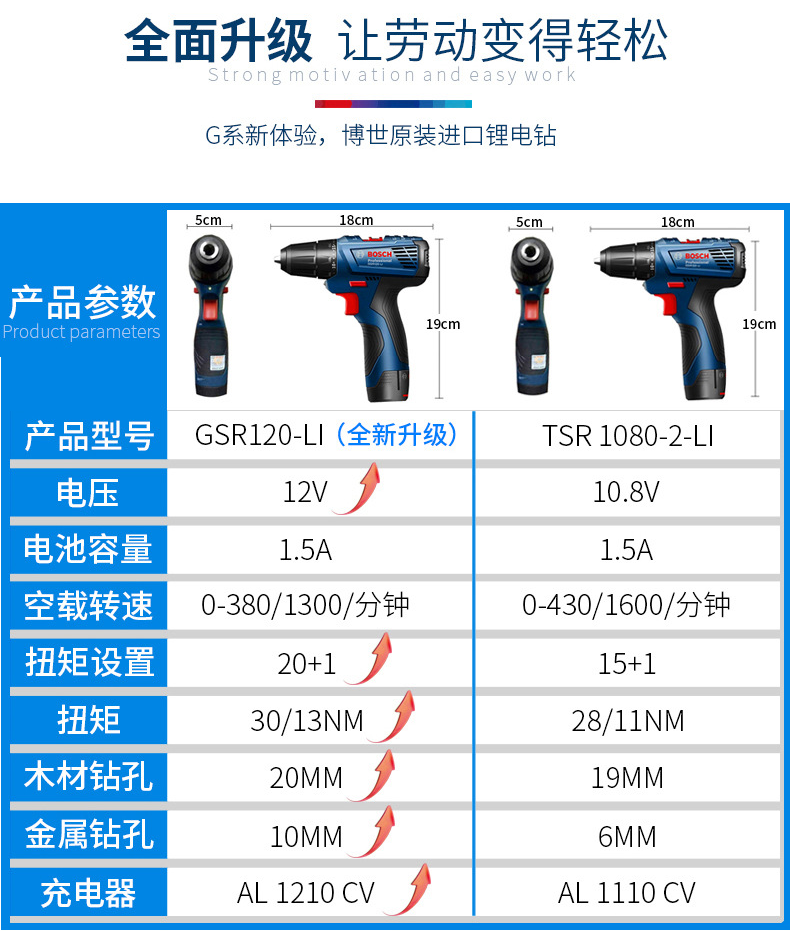 全面升级 让劳动变得轻松
Strong motivation and easy work
G系新体验，博世原装进口锂电钻
5cm 18cm 5cm 18cm
BOSCH BOSCH
Professional Professional
产品参数
Product parameters
19cm 19cm
产品型号 GSR120-LI（全新升级） TSR 1080-2-LI
电压 12V 10.8V
电池容量 1.5A 1.5A
空载转速 0-380/1300/分钟 0-430/1600/分钟
扭矩设置 20+1 15+1
扭矩 30/13NM 28/11NM
木材钻孔 20MM 19MM
金属钻孔 10MM 6MM
充电器 AL 1210 CV AL 1110 CV